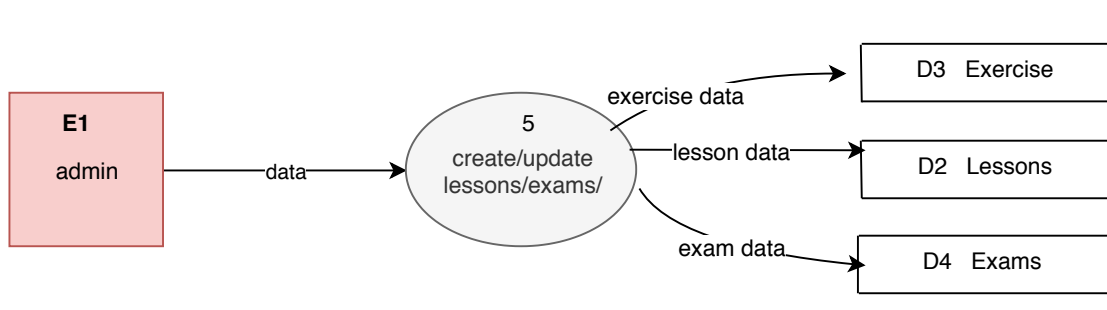 E1
admin
data
5
create/update
lessons/exams/
exercise data
lesson data
exam data
D3 Exercise
D2 Lessons
D4 Exams